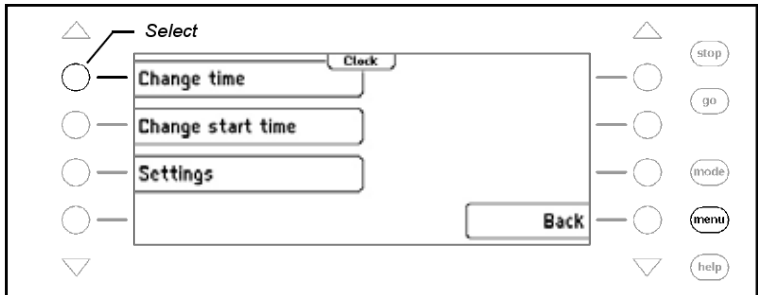 Select
Clock
Change time
Change start time
Settings
Back
stop
go
mode
menu
help